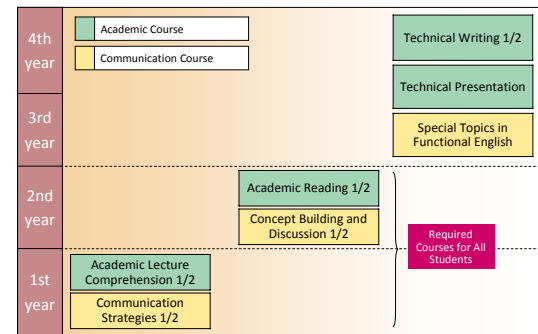 4th
year
Academic Course
Communication Course
Technical Writing 1/2
Technical Presentation
3rd
year
Special Topics in
Functional English
2nd
year
Academic Reading 1/2
Concept Building and
Discussion 1/2
Required
Courses for All
Students
1st
year
Academic Lecture
Comprehension 1/2
Communication
Strategies 1/2